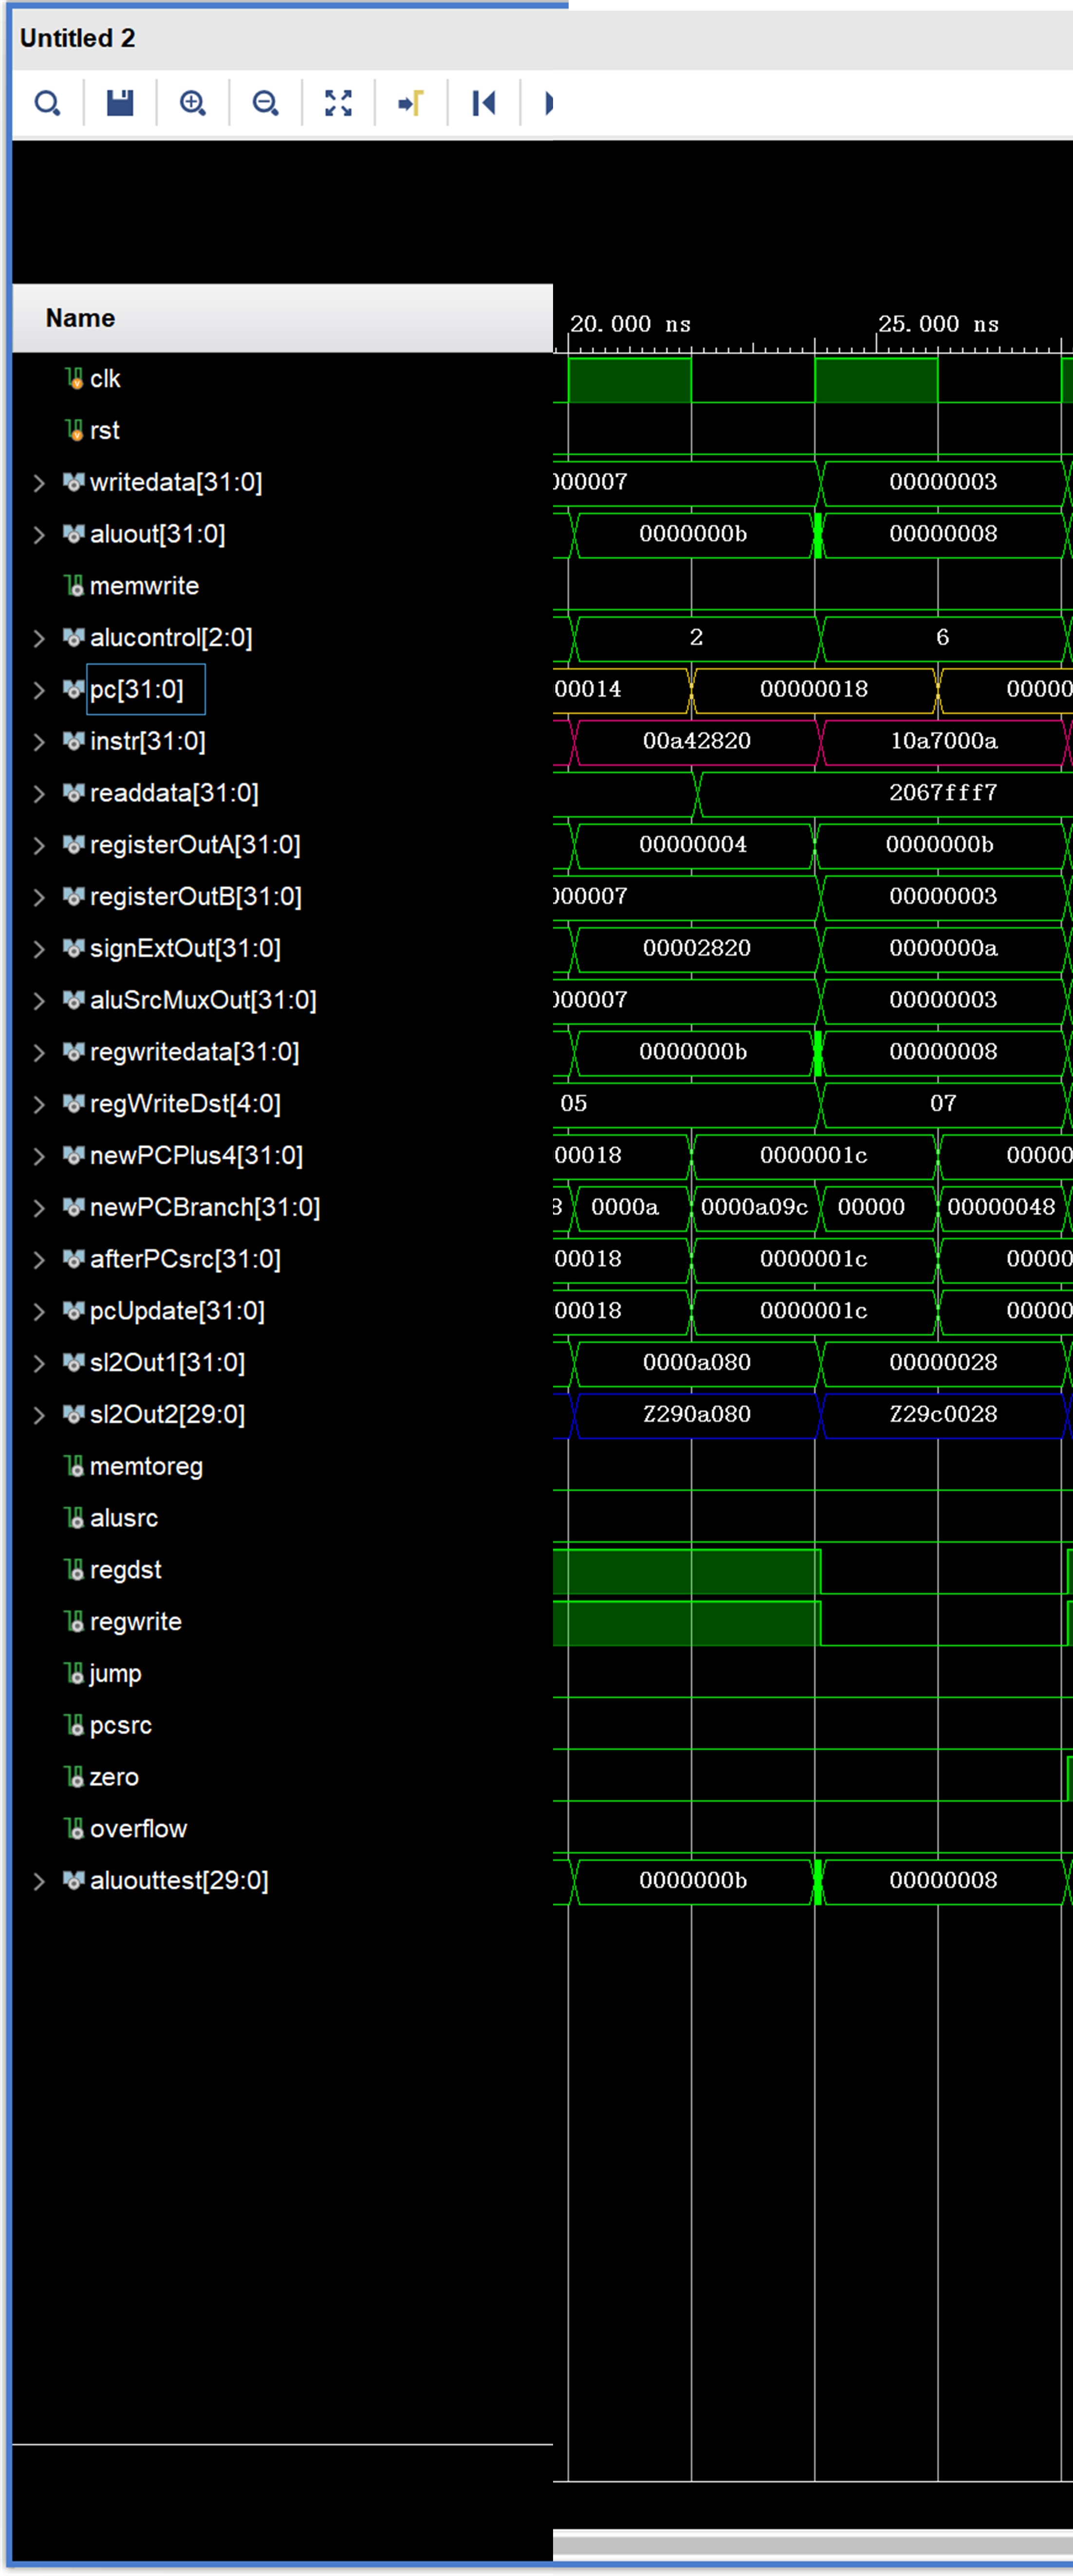 Untitled 2
Name 20.000 ns 25.000 ns
clk
rst
writedata[31:0] 000007 00000003
aluout[31:0] 0000000b 00000008
memwrite
alucontrol[2:0] 2 6
pc[31:0] 00014 00000018 00000
instr[31:0] 00a42820 10a7000a
readdata[31:0] 2067fff7
registerOutA[31:0] 00000004 0000000b
registerOutB[31:0] 000007 00000003
signExtOut[31:0] 00002820 0000000a
aluSrcMuxOut[31:0] 000007 00000003
regwritedata[31:0] 0000000b 00000008
regWriteDst[4:0] 05 07
newPCPlus4[31:0] 00018 0000001c 00000
newPCBranch[31:0] 8 0000a 0000a09c 00000 00000048
afterPCsrc[31:0] 00018 0000001c 00000
pcUpdate[31:0] 00018 0000001c 00000
sl2Out1[31:0] 0000a080 00000028
sl2Out2[29:0] Z290a080 Z29c0028
memtoreg
alusrc
regdst
regwrite
jump
pcsrc
zero
overflow
aluouttest[29:0] 0000000b 00000008